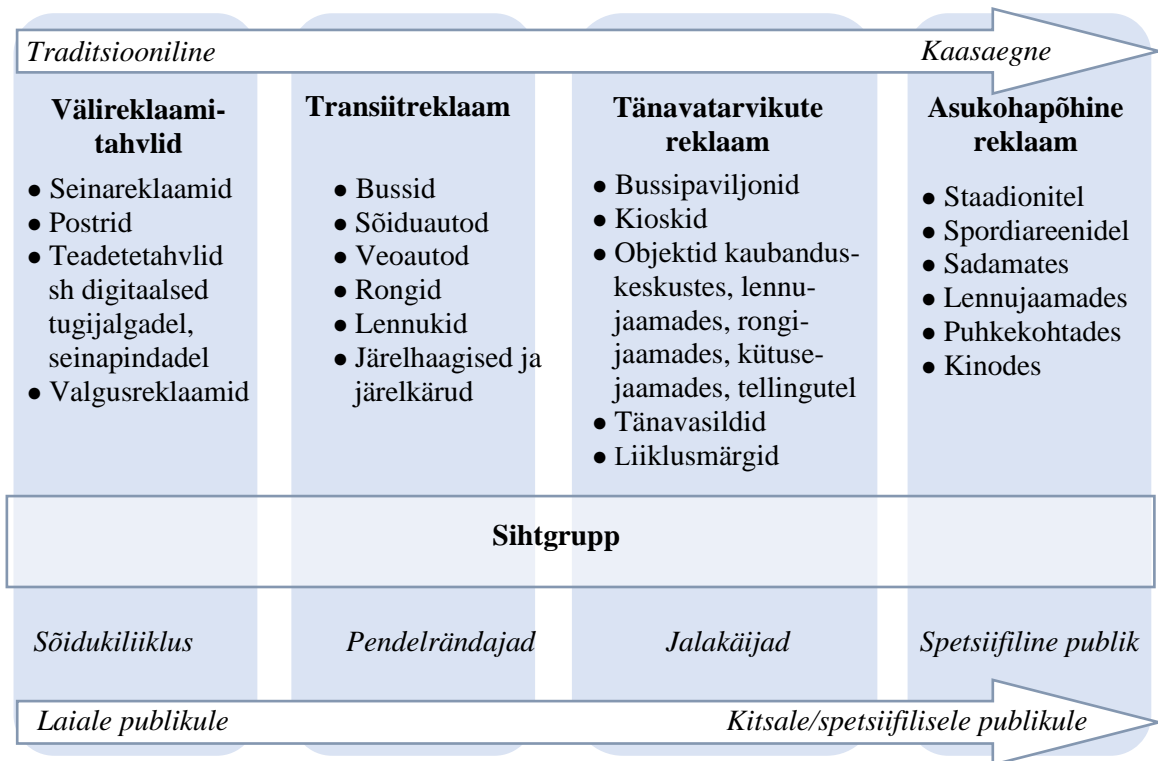 Traditsiooniline
Kaasaegne
Välireklaami-
tahvlid
● Seinareklaamid
● Postrid
● Teadetetahvlid
sh digitaalsed
tugijalgadel,
seinapindadel
● Valgusreklaamid
Transiitreklaam
● Bussid
● Sõiduautod
● Veoautod
● Rongid
● Lennukid
● Järelhaagised ja
järelkärud
Tänavatarvikute
reklaam
● Bussipaviljonid
● Kioskid
● Objektid kaubandus-
keskustes, lennu-
jaamades, rongi-
jaamades, kütuse-
jaamades, tellingutel
● Tänavasildid
● Liiklusmärgid
Asukohapõhine
reklaam
● Staadionitel
● Spordiareenidel
● Sadamates
● Lennujaamades
● Puhkekohtades
● Kinodes
Sihtgrupp
Sõidukiliiklus
Pendelrändajad
Jalakäijad
Spetsiifiline publik
Laiale publikule
Kitsale/spetsiifilisele publikule